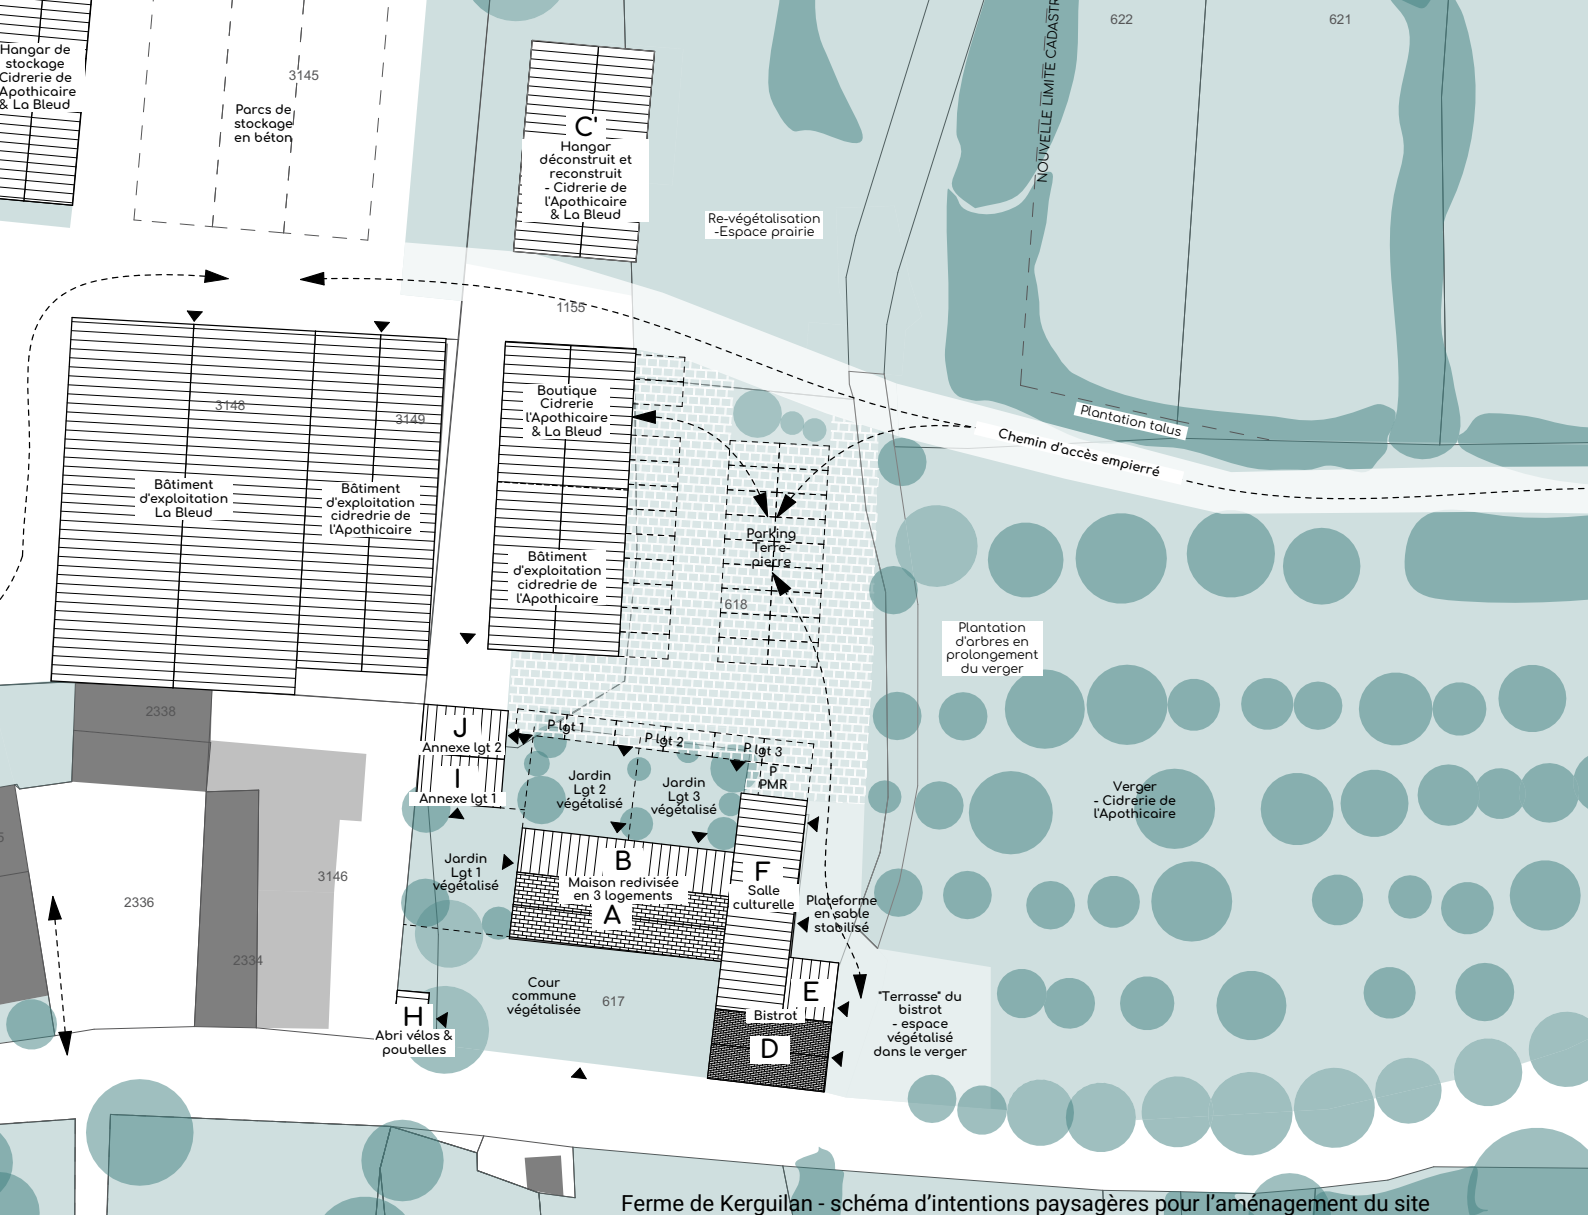 Hangar de
stockage
Cidrerie de
Apothicaire
& La Bleud
3145
Parcs de
stockage
en béton
C'
Hangar
déconstruit et
reconstruit
- Cidrerie de
l'Apothicaire
& La Bleud
Re-végétalisation
-Espace prairie
NOUVELLE LIMITE CADASTR
622
621
1155
3148
3149
Boutique
Cidrerie
l'Apothicaire
& La Bleud
Plantation talus
Chemin d'accès empierré
Bâtiment
d'exploitation
La Bleud
Bâtiment
d'exploitation
cidredrie de
l'Apothicaire
Bâtiment
d'exploitation
cidredrie de
l'Apothicaire
Parking
Terre-
pierre
618
Plantation
d'arbres en
prolongement
du verger
2338
J
Annexe lgt 2
I
Annexe lgt 1
P lgt 1
P lgt 2
P lgt 3
P
PMR
Jardin
Lgt 2
végétalisé
Jardin
Lgt 3
végétalisé
Verger
- Cidrerie de
l'Apothicaire
Jardin
Lgt 1
végétalisé
B
Maison redivisée
en 3 logements
A
F
Salle
culturelle
Plateforme
en sable
stabilisé
3146
2336
2334
Cour
commune
végétalisée
617
E
Bistrot
D
"Terrasse" du
bistrot
- espace
végétalisé
dans le verger
H
Abri vélos &
poubelles
Ferme de Kerguilan - schéma d'intentions paysagères pour l'aménagement du site